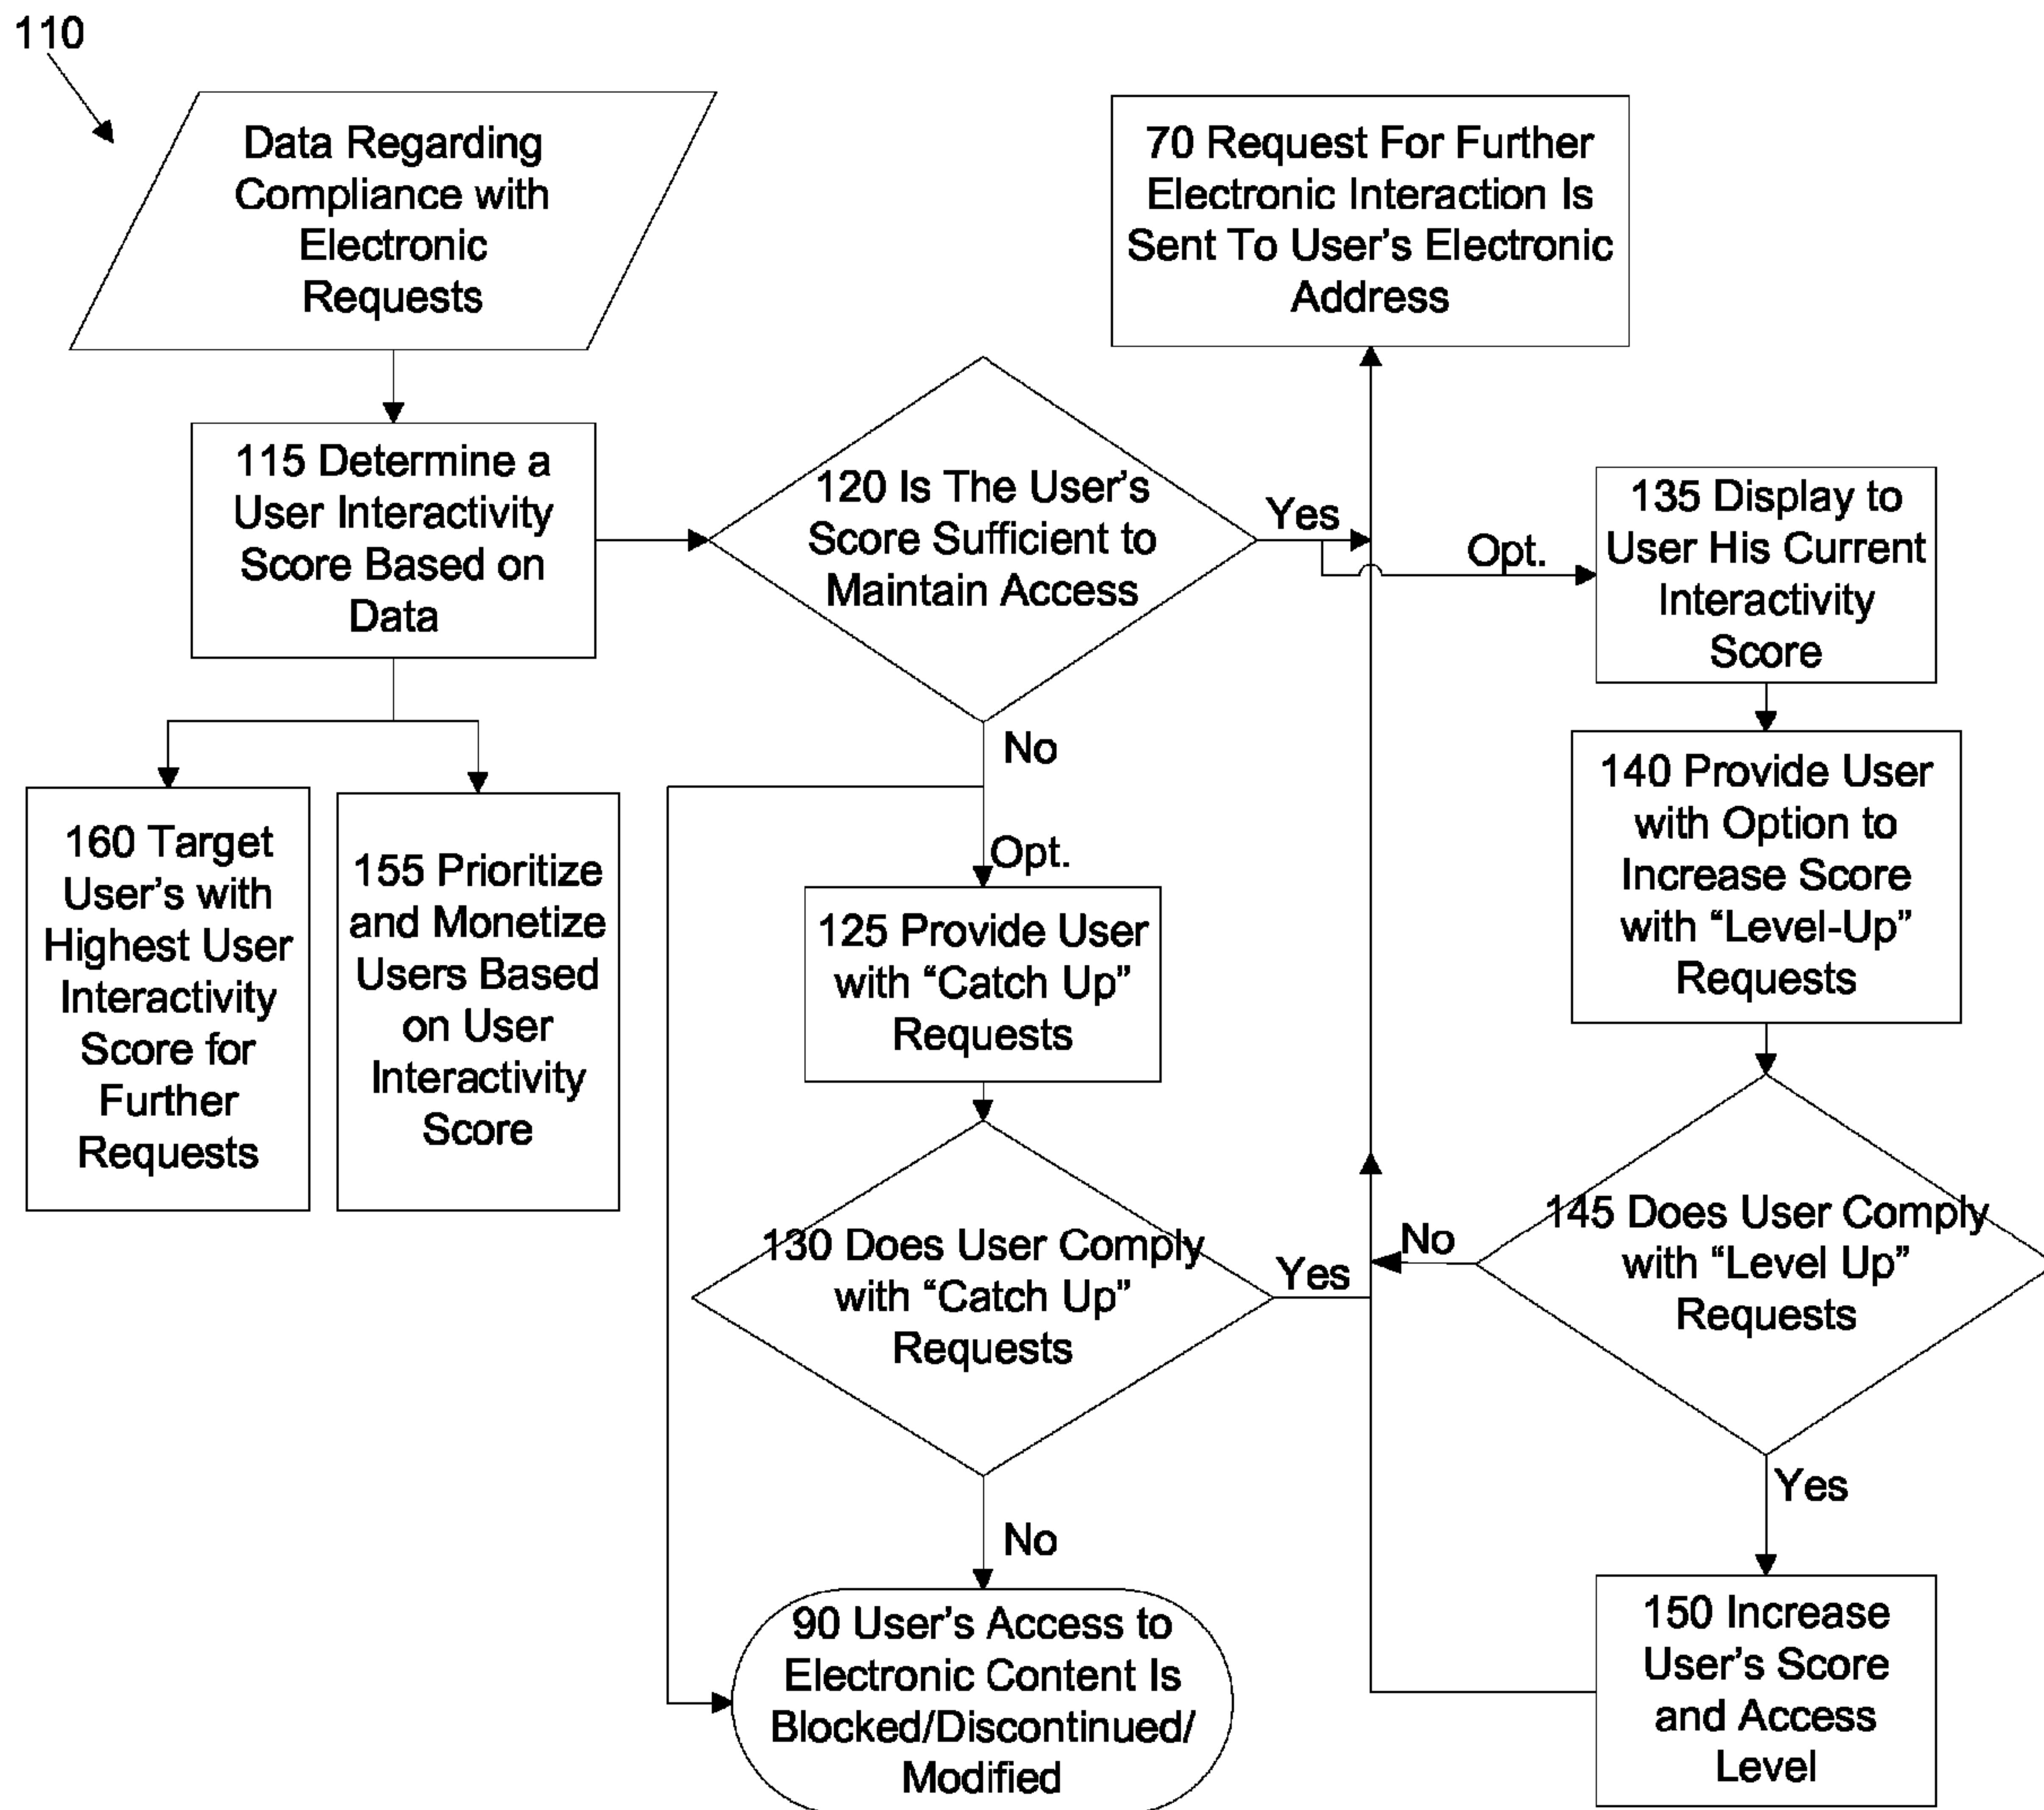 110
Data Regarding
Compliance with
Electronic
Requests
70 Request For Further
Electronic Interaction Is
Sent To User's Electronic
Address
115 Determine a
User Interactivity
Score Based on
Data
120 Is The User's
Score Sufficient to
Maintain Access
Yes
Opt.
135 Display to
User His Current
Interactivity
Score
No
Opt.
140 Provide User
with Option to
Increase Score
with “Level-Up”
Requests
160 Target
User's with
Highest User
Interactivity
Score for
Further
Requests
155 Prioritize
and Monetize
Users Based
on User
Interactivity
Score
125 Provide User
with “Catch Up”
Requests
130 Does User Comply
with “Catch Up”
Requests
Yes
No
145 Does User Comply
with “Level Up”
Requests
Yes
No
90 User's Access to
Electronic Content Is
Blocked/Discontinued/
Modified
150 Increase
User's Score
and Access
Level